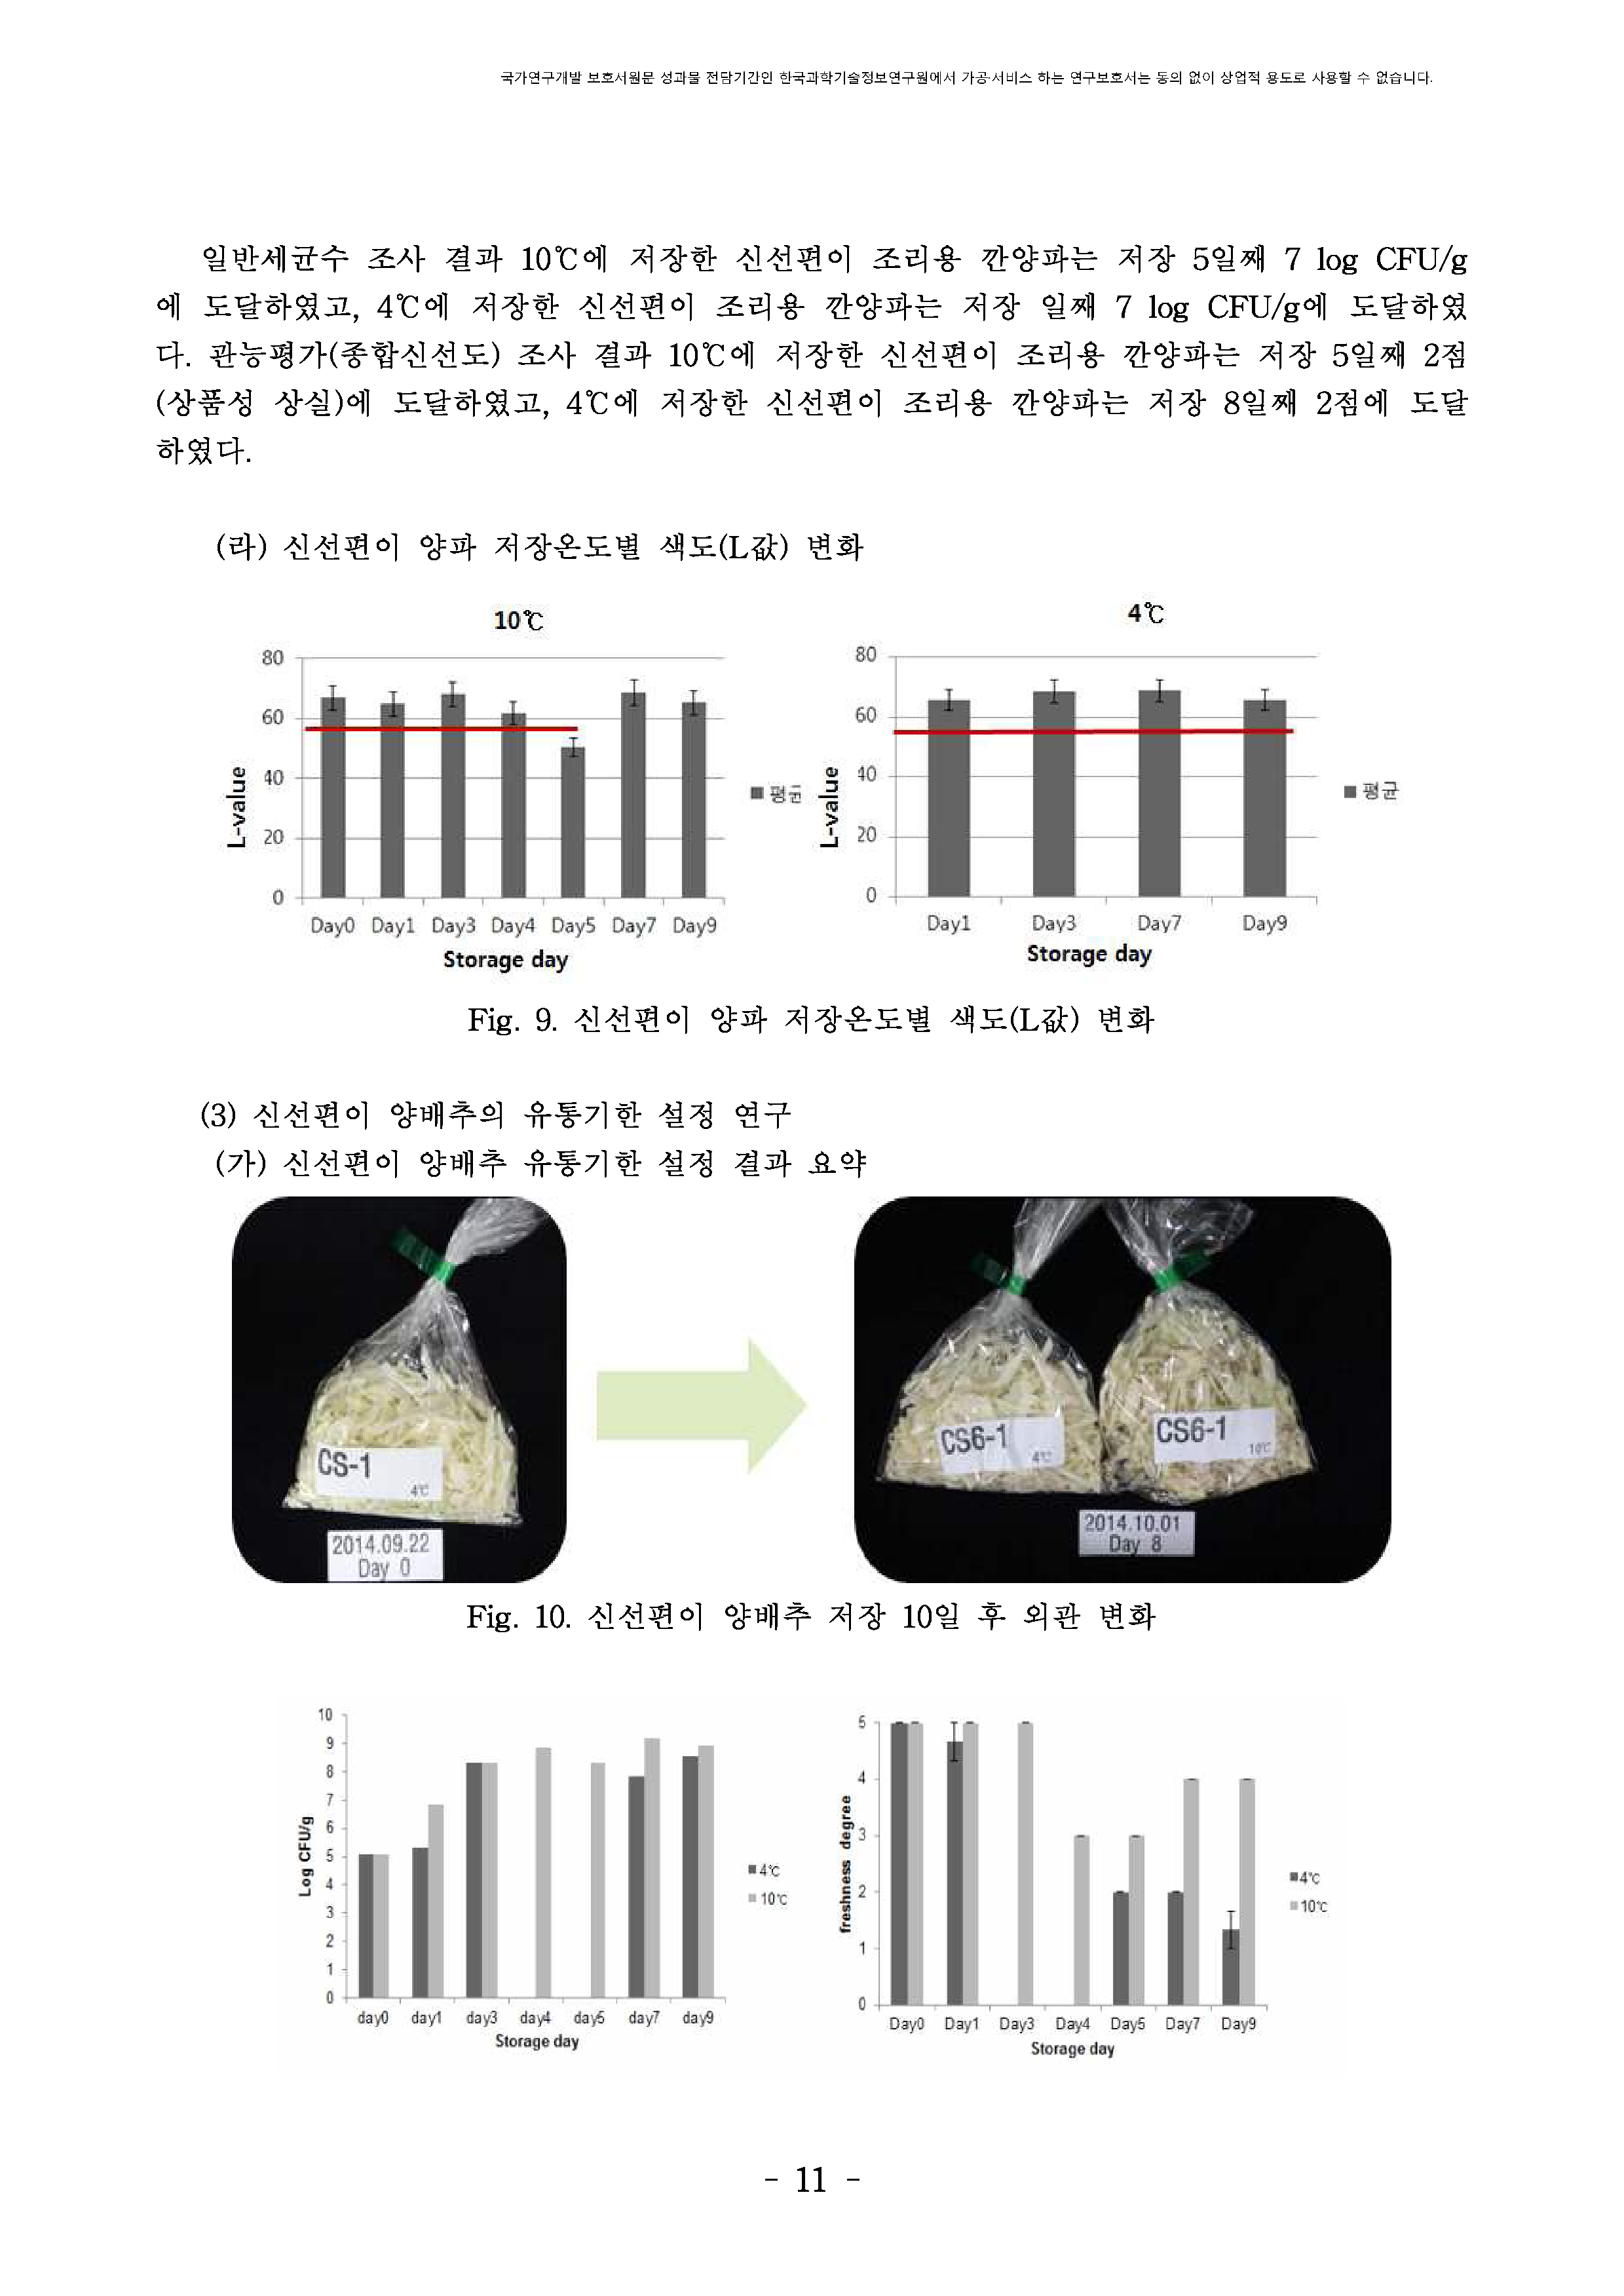 국가연구개발 보호서원문 성과물 전담기간인 한국과학기술정보연구원에서 가공·서비스 하는 연구보호서는 동의 없이 상업적 용도로 사용할 수 없습니다.
일반세균수 조사 결과 10℃에 저장한 신선편이 조리용 깐양파는 저장 5일째 7 log CFU/g
에 도달하였고, 4℃에 저장한 신선편이 조리용 깐양파는 저장 일째 7 log CFU/g에 도달하였
다. 관능평가(종합신선도) 조사 결과 10℃에 저장한 신선편이 조리용 깐양파는 저장 5일째 2점
(상품성 상실)에 도달하였고, 4℃에 저장한 신선편이 조리용 깐양파는 저장 8일째 2점에 도달
하였다.
(라) 신선편이 양파 저장온도별 색도(L값) 변화
10℃
80
60
40
20
0
L-value
Day0 Day1 Day3 Day4 Day5 Day7 Day9
Storage day
평균
4℃
80
60
40
20
0
L-value
Day1 Day3 Day7 Day9
Storage day
평균
Fig. 9. 신선편이 양파 저장온도별 색도(L값) 변화
(3) 신선편이 양배추의 유통기한 설정 연구
(가) 신선편이 양배추 유통기한 설정 결과 요약
CS-1
4℃
2014.09.22
Day 0
CS6-1
4℃
CS6-1
10℃
2014.10.01
Day 8
Fig. 10. 신선편이 양배추 저장 10일 후 외관 변화
10
9
8
7
6
5
4
3
2
1
0
Log CFU/g
day0 day1 day3 day4 day5 day7 day9
Storage day
4℃
10℃
5
4
3
2
1
0
freshness degree
Day0 Day1 Day3 Day4 Day5 Day7 Day9
Storage day
4℃
10℃
- 11 -